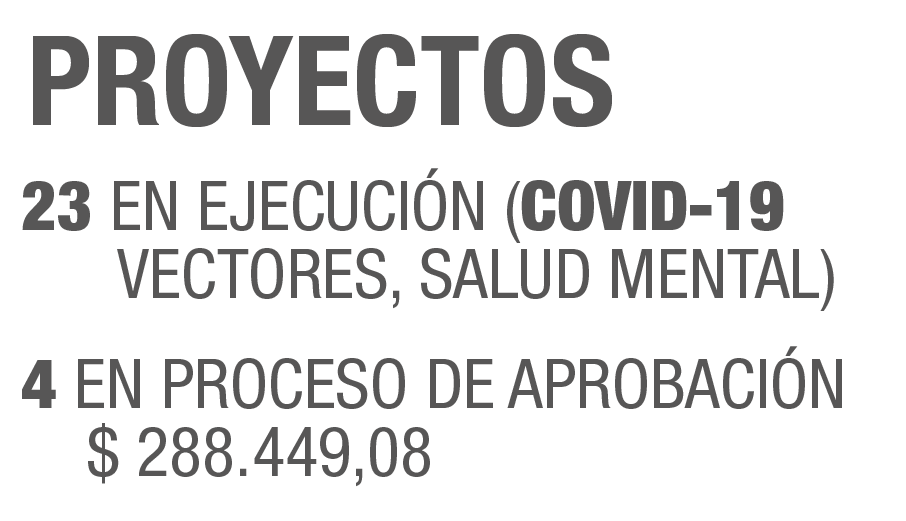 PROYECTOS
23 EN EJECUCIÓN (COVID-19
VECTORES, SALUD MENTAL)
4 EN PROCESO DE APROBACIÓN
$ 288.449,08